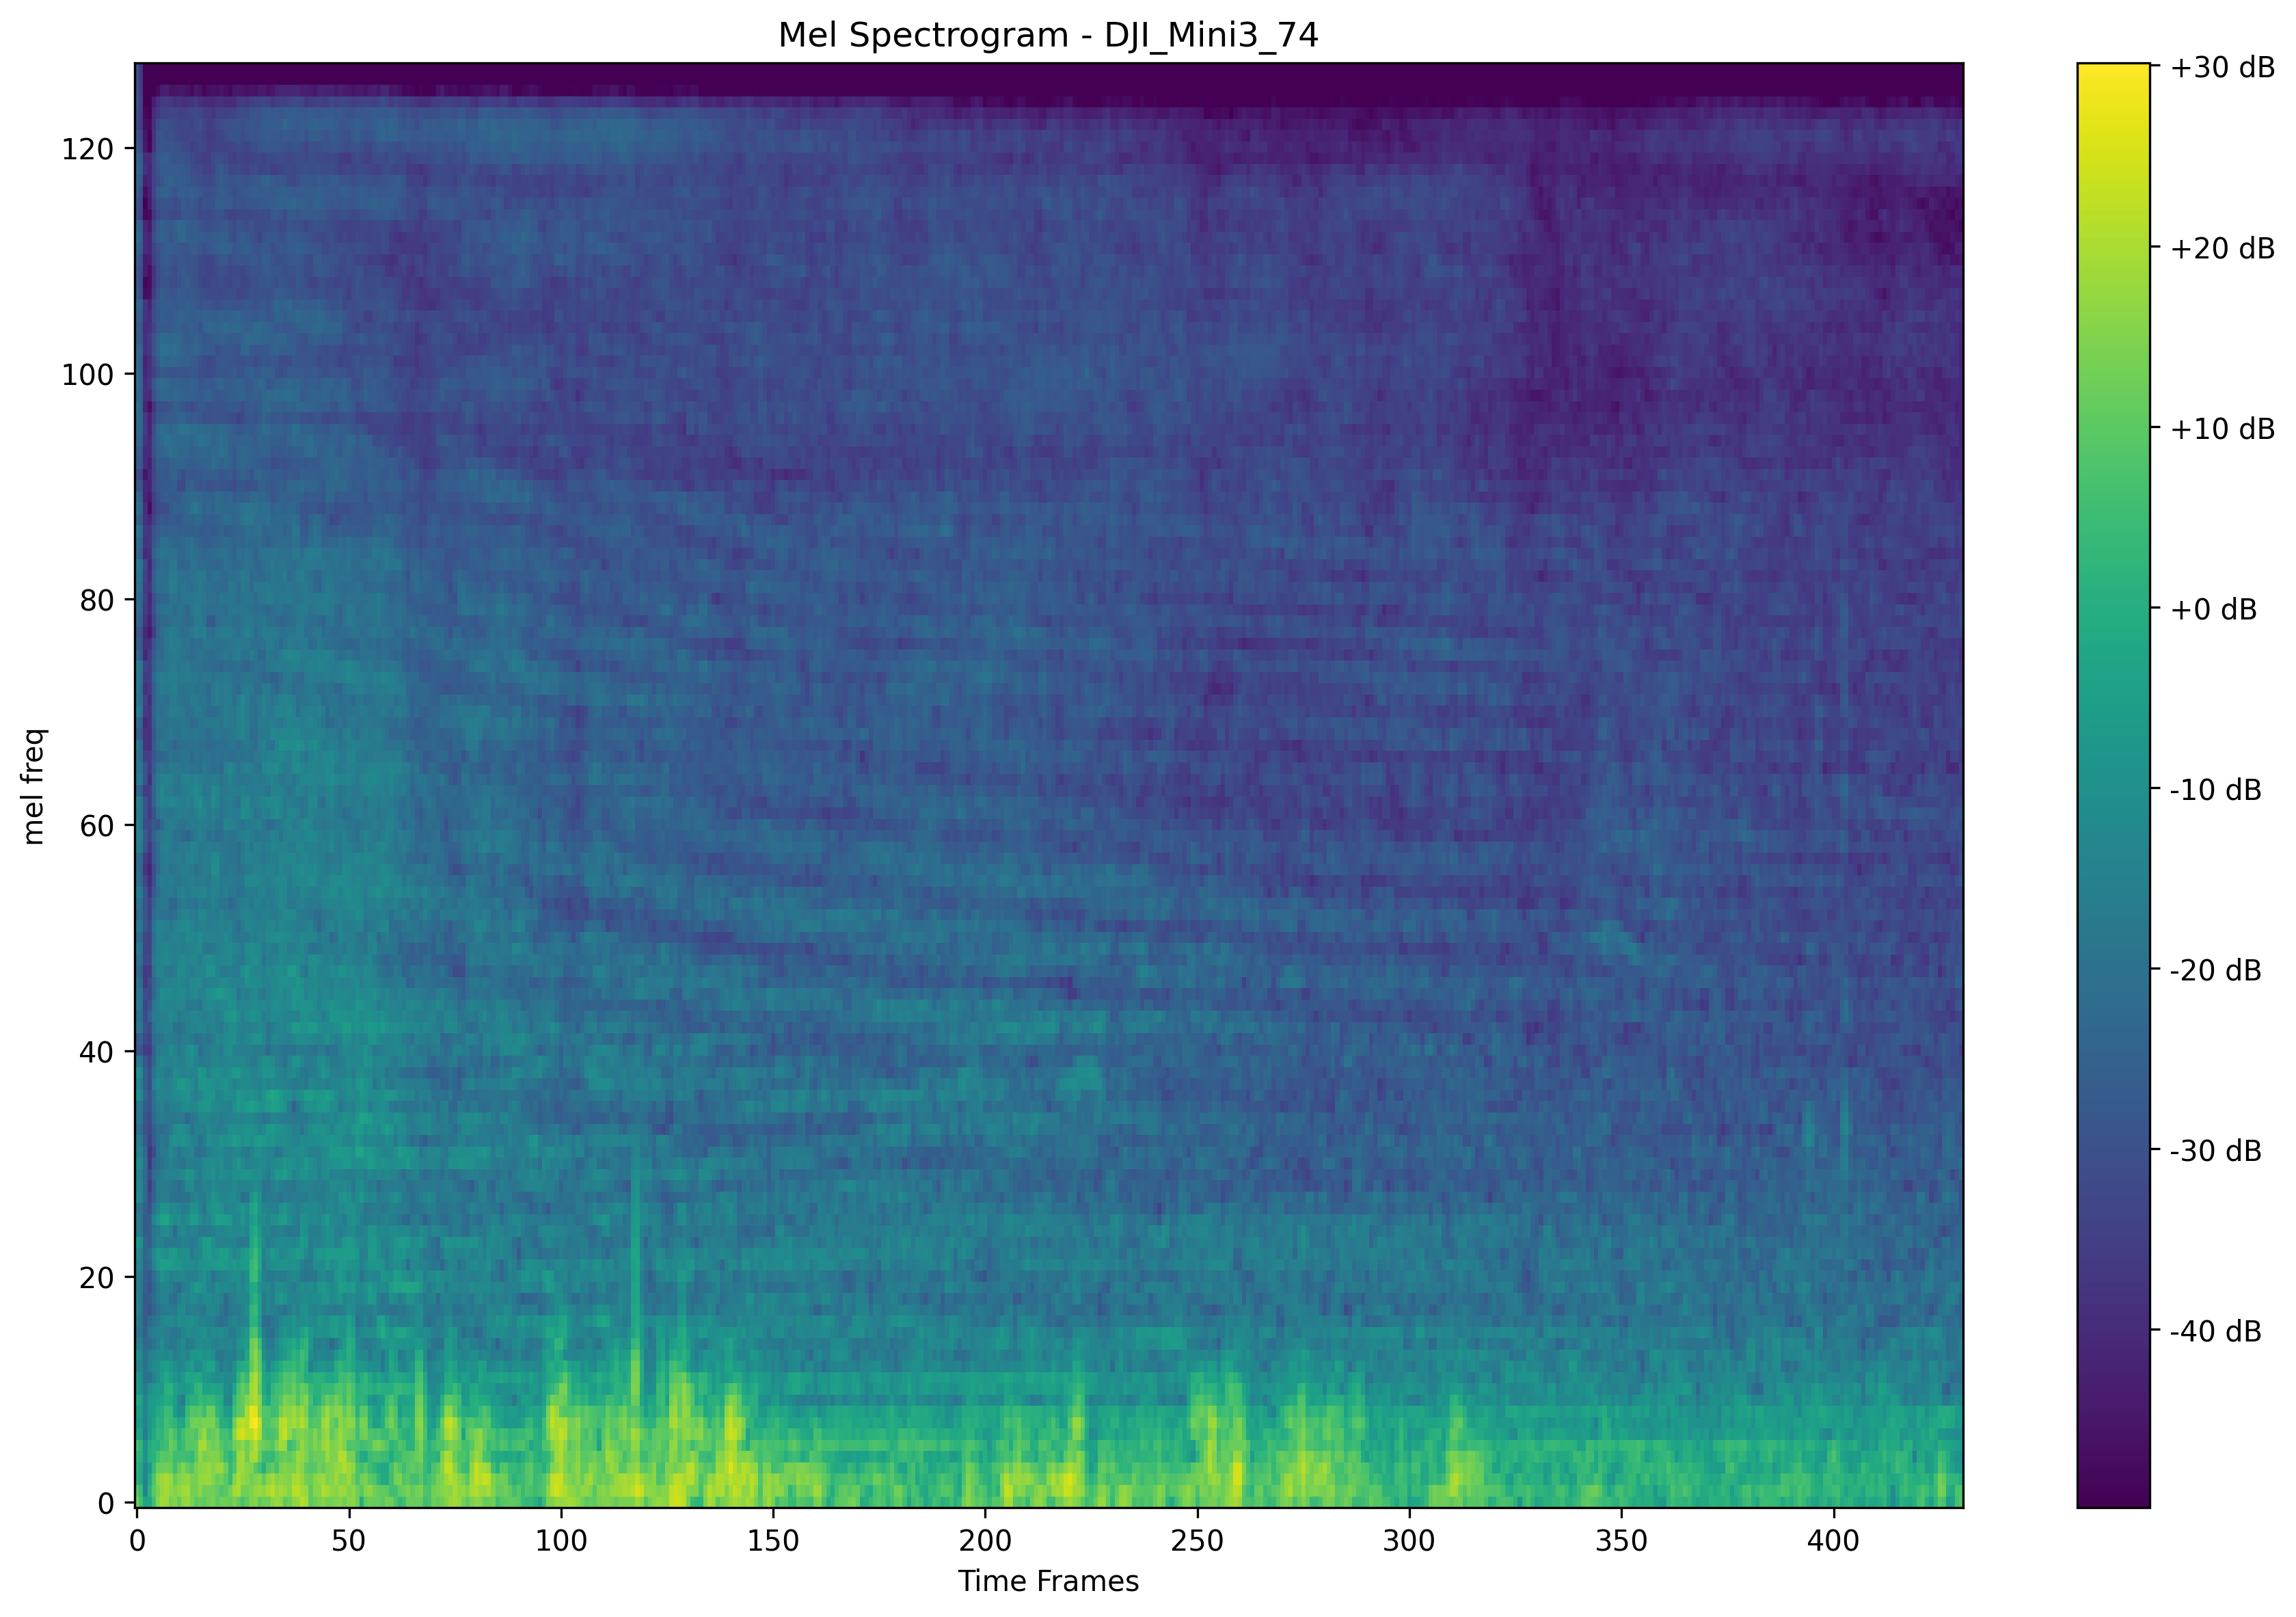 Mel Spectrogram - DJI_Mini3_74
mel freq
120
100
80
60
40
20
0
0 50 100 150 200 250 300 350 400
Time Frames
+30 dB
+20 dB
+10 dB
+0 dB
-10 dB
-20 dB
-30 dB
-40 dB